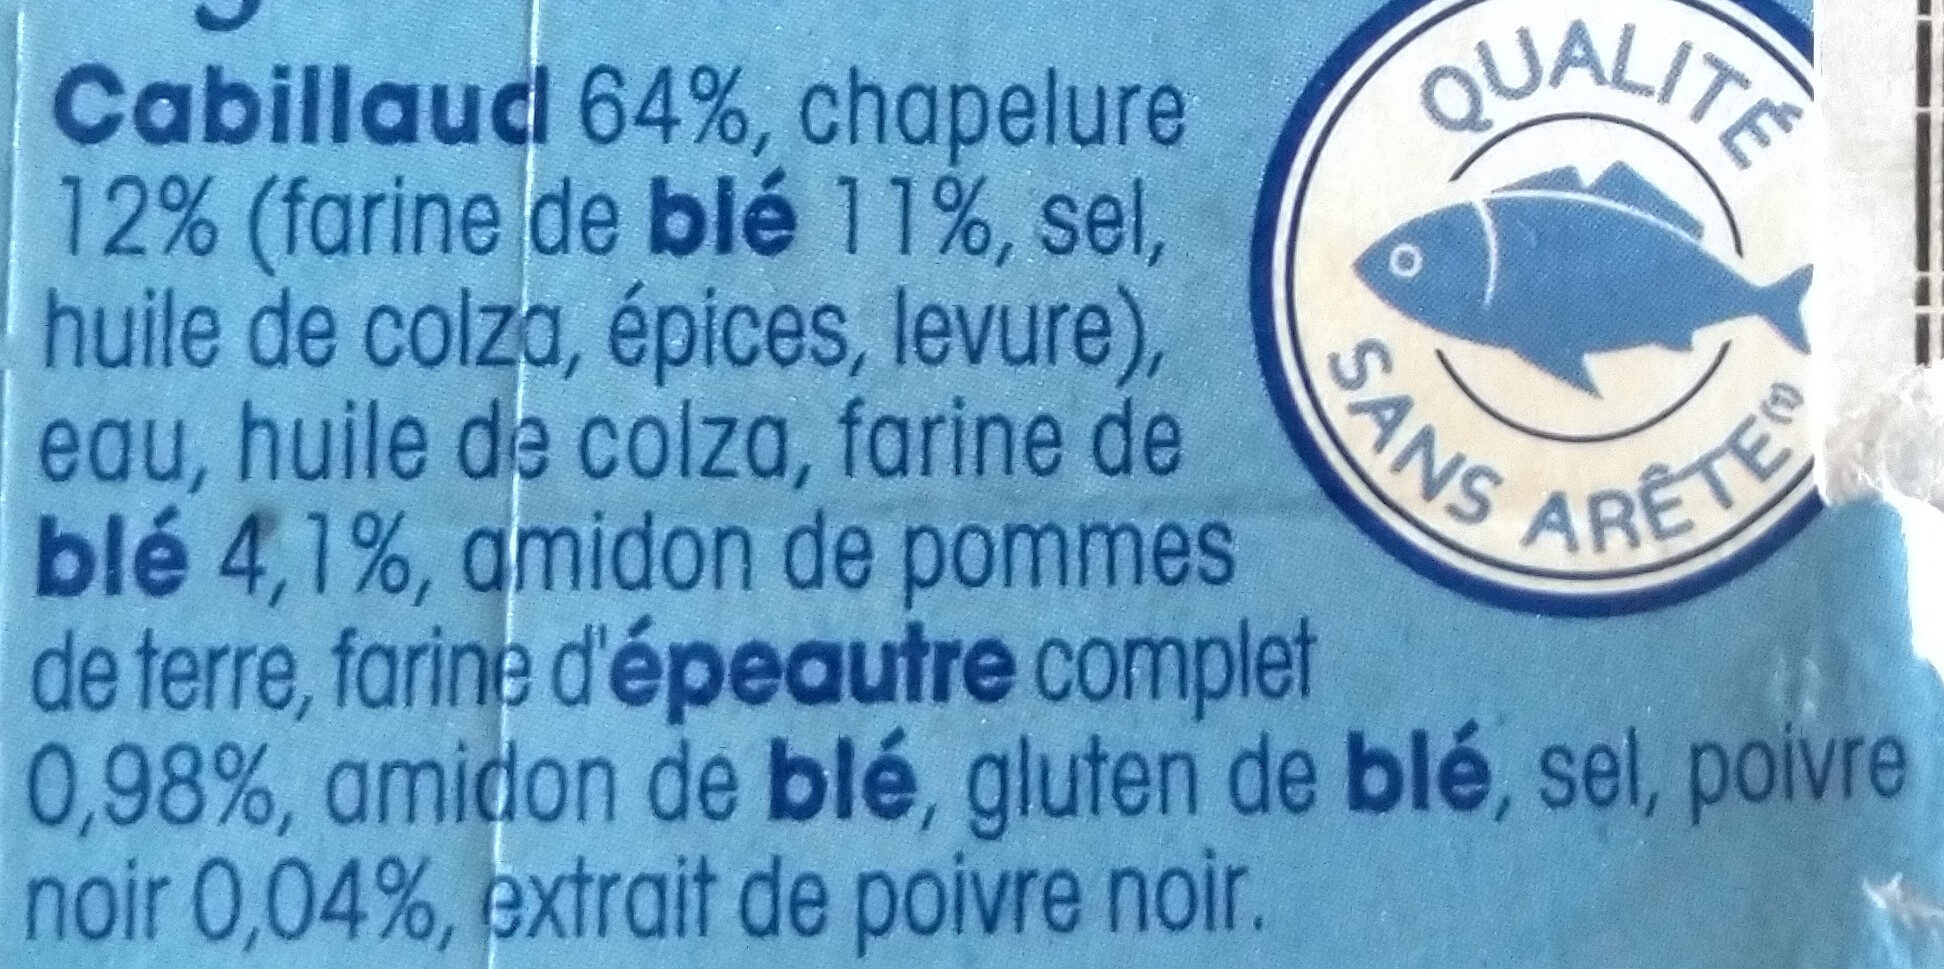 Cabillaud 64%, chapelure
12% (farine de blé 11%, sel,
huile de colza, épices, levure),
eau, huile de colza, farine de
blé 4,1%, amidon de pommes
de terre, farine d'épeautre complet
0,98%, amidon de blé, gluten de blé, sel, poivre
noir 0,04%, extrait de poivre noir.
QUALITÉ
SANS ARÊTE(1)